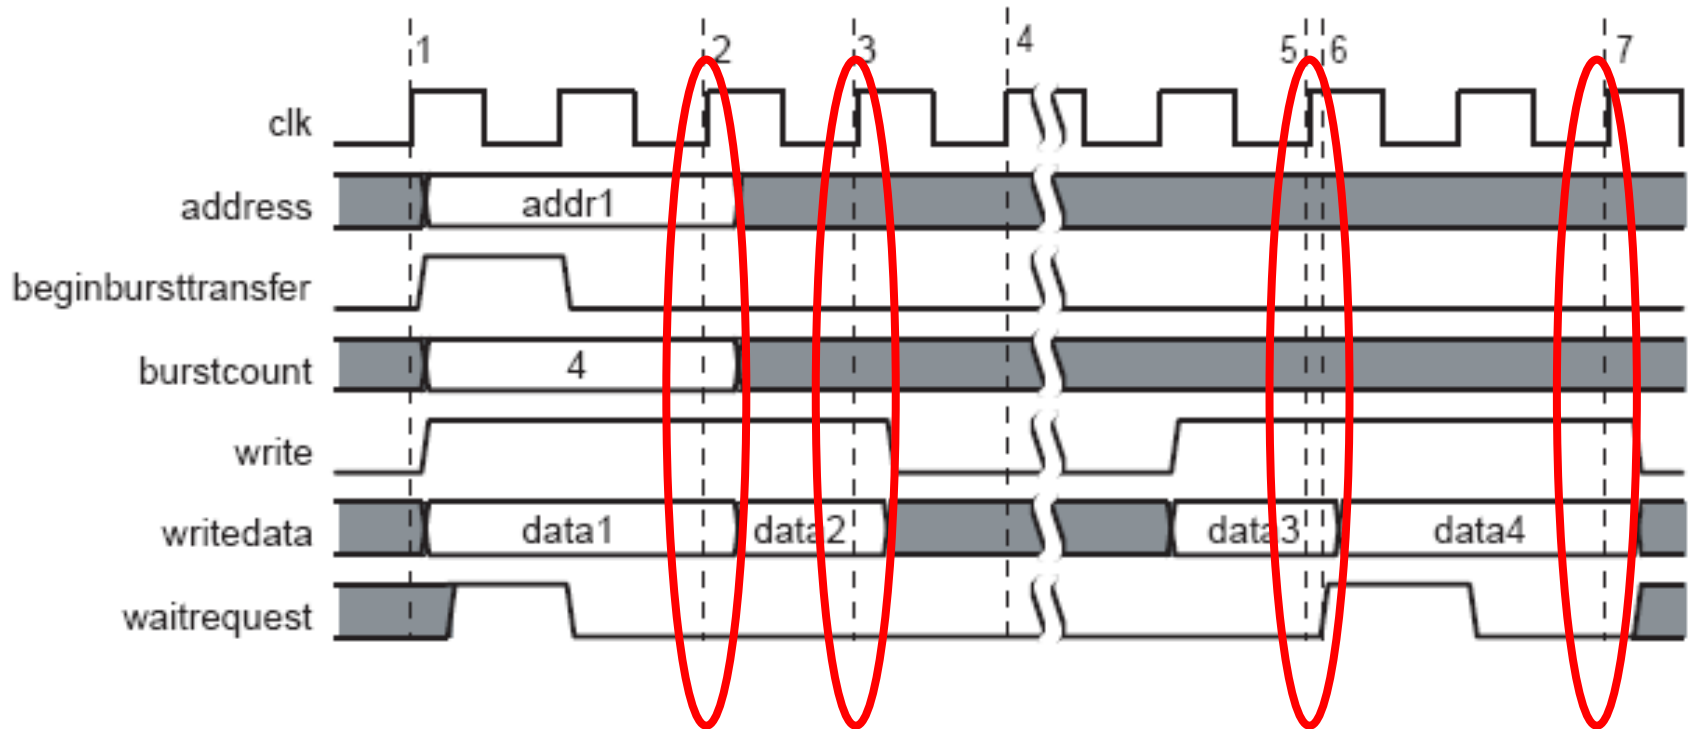 1 2 3 4 5 6 7
clk
address addr1
beginbursttransfer
burstcount 4
write
writedata data1 data2 data3 data4
waitrequest